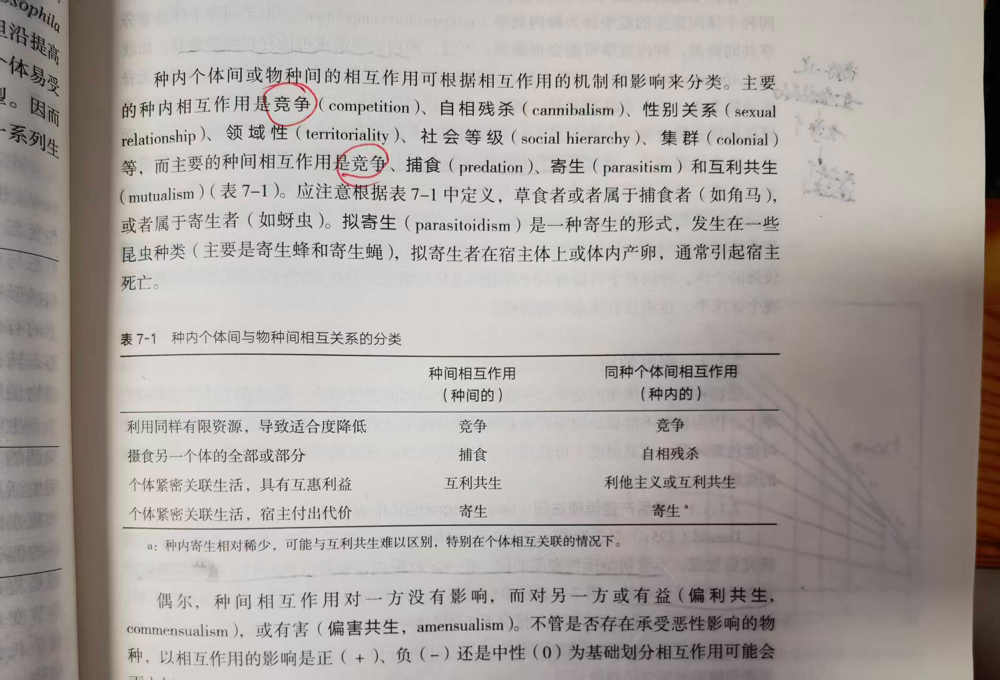 osophila
且沿提高
个体易受
型。因而
一系列生
种内个体间或物种间的相互作用可根据相互作用的机制和影响来分类。主要
的种内相互作用是竞争（competition）、自相残杀（cannibalism）、性别关系（sexual
relationship）、领域性（territoriality）、社会等级（social hierarchy）、集群（colonial）
等，而主要的种间相互作用是竞争、捕食（predation）、寄生（parasitism）和互利共生
（mutualism）（表 7-1）。应注意根据表 7-1 中定义，草食者或者属于捕食者（如角马），
或者属于寄生者（如蚜虫）。拟寄生（parasitoidism）是一种寄生的形式，发生在一些
昆虫种类（主要是寄生蜂和寄生蝇），拟寄生者在宿主体上或体内产卵，通常引起宿主
死亡。
表 7-1 种内个体间与物种间相互关系的分类
种间相互作用 同种个体间相互作用
（种间的） （种内的）
利用同样有限资源，导致适合度降低 竞争 竞争
摄食另一个体的全部或部分 捕食 自相残杀
个体紧密关联生活，具有互惠利益 互利共生 利他主义或互利共生
个体紧密关联生活，宿主付出代价 寄生 寄生 a
a：种内寄生相对稀少，可能与互利共生难以区别，特别在个体相互关联的情况下。
偶尔，种间相互作用对一方没有影响，而对另一方或有益（偏利共生，
commensualism），或有害（偏害共生，amensualism）。不管是否存在承受恶性影响的物
种，以相互作用的影响是正（+）、负（-）还是中性（0）为基础划分相互作用可能会